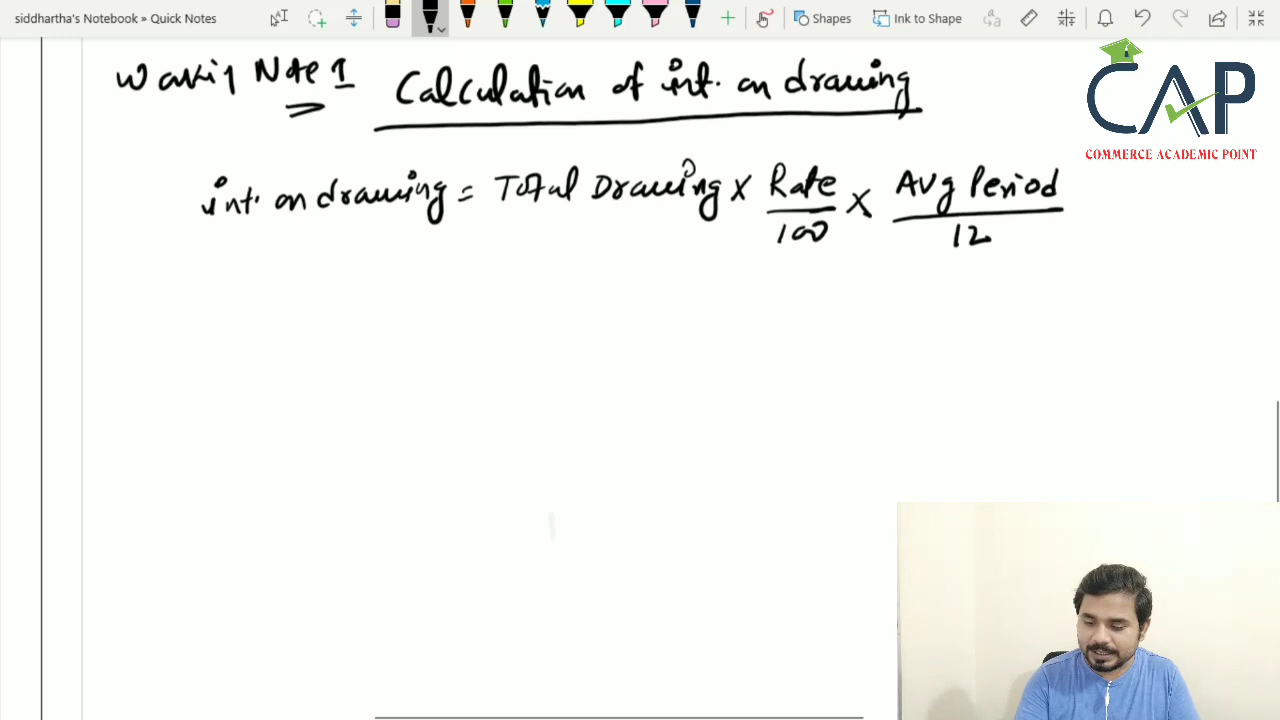 siddhartha's Notebook » Quick Notes
Shapes
Ink to Shape
CAP
COMMERCE ACADEMIC POINT
Working Note 1 Calculation of int. on drawing
int. on drawing = Total Drawing × Rate/100 × Avg Period/12